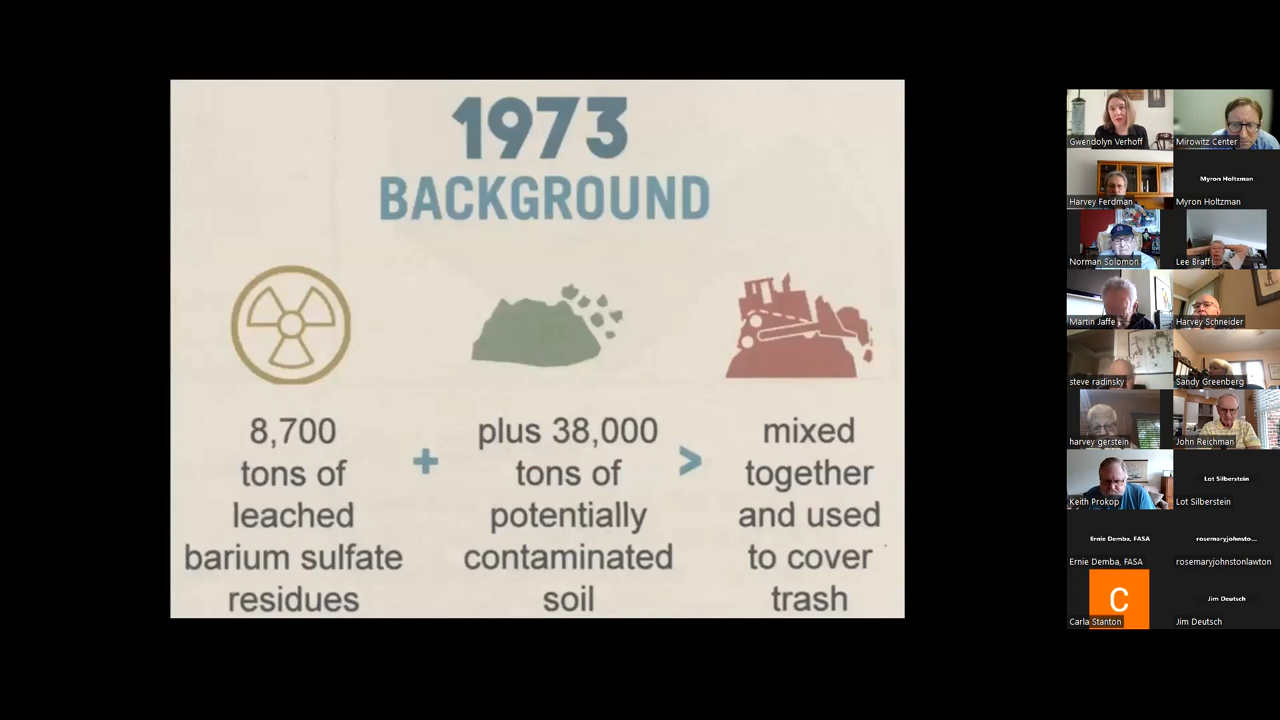 1973
BACKGROUND
8,700
tons of
leached
barium sulfate
residues
+
plus 38,000
tons of
potentially
contaminated
soil
>
mixed
together
and used
to cover
trash
Gwendolyn Verhoff
Mirowitz Center
Harvey Ferdman
Myron Holtzman
Myron Holtzman
Norman Solomon
Lee Braff
Martin Jaffe
Harvey Schneider
steve radinsky
Sandy Greenberg
harvey gerstein
John Reichman
Keith Prokop
Lot Silberstein
Lot Silberstein
Ernie Demba, FASA
Ernie Demba, FASA
rosemaryjohnsto...
rosemaryjohnstonlawton
C
Carla Stanton
Jim Deutsch
Jim Deutsch